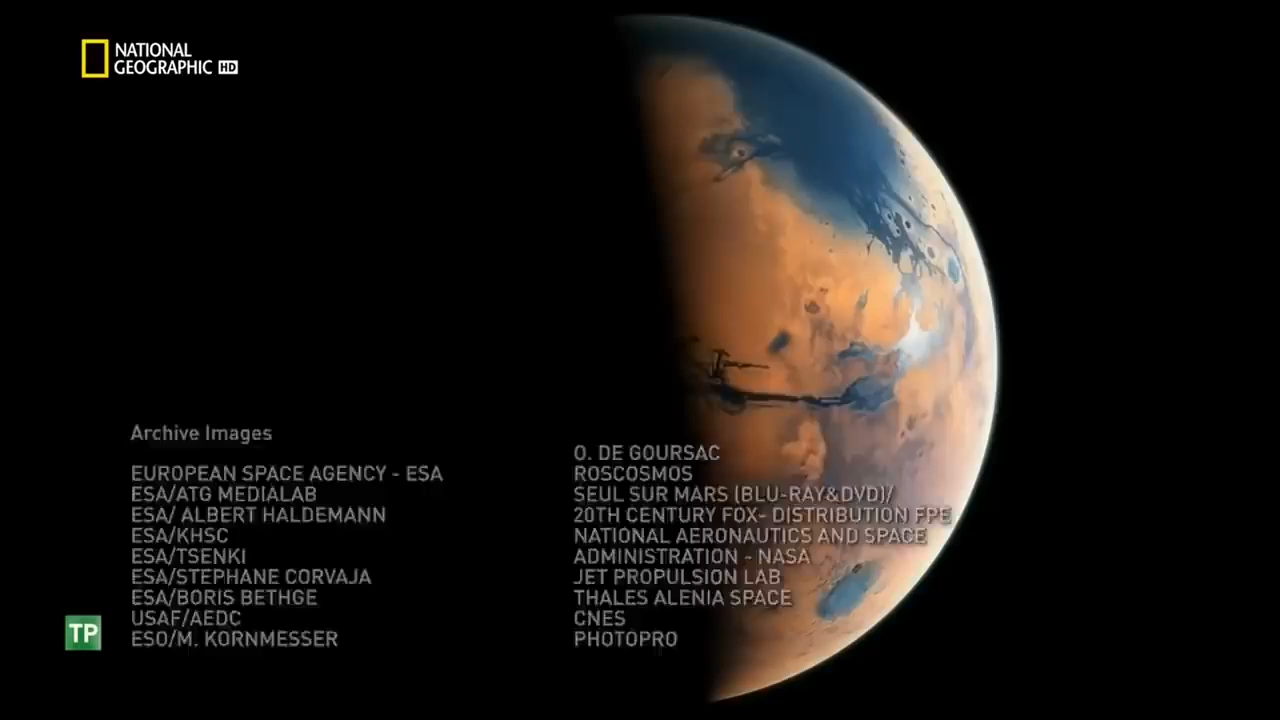 NATIONAL
GEOGRAPHIC HD
Archive Images
EUROPEAN SPACE AGENCY - ESA
ESA/ATG MEDIALAB
ESA/ ALBERT HALDEMANN
ESA/KHSC
ESA/TSENKI
ESA/STEPHANE CORVAJA
ESA/BORIS BETHGE
USAF/AEDC
ESO/M. KORNMESSER
O. DE GOURSAC
ROSCOSMOS
SEUL SUR MARS (BLU-RAY&DVD)/
20TH CENTURY FOX- DISTRIBUTION FPE
NATIONAL AERONAUTICS AND SPACE
ADMINISTRATION - NASA
JET PROPULSION LAB
THALES ALENIA SPACE
CNES
PHOTOPRO
TP